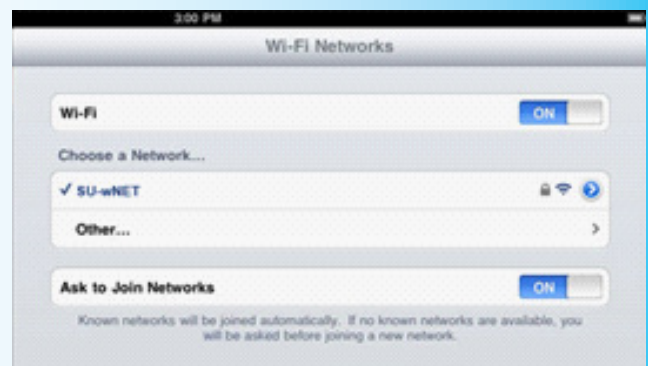 3:00 PM
Wi-Fi Networks
Wi-Fi
ON
Choose a Network...
✓ SU-wNET
Other...
Ask to Join Networks
ON
Known networks will be joined automatically. If no known networks are available, you
will be asked before joining a new network.